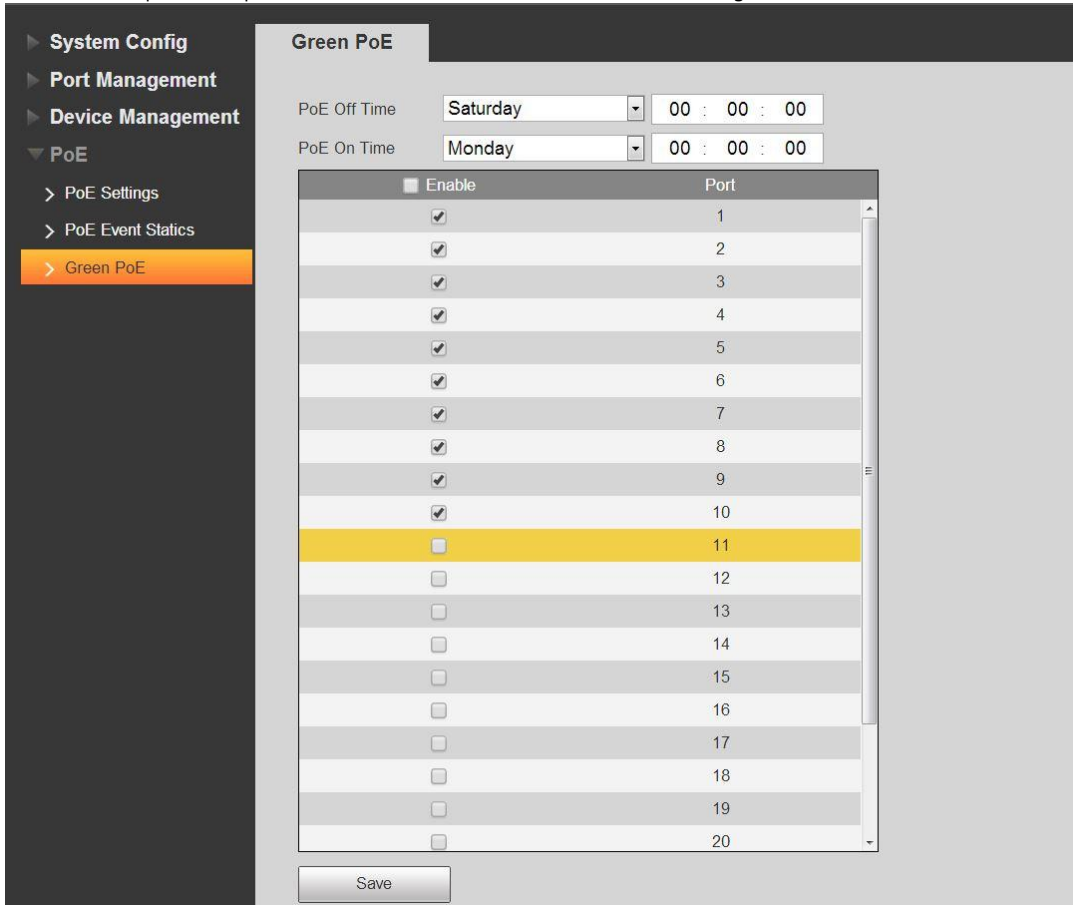 System Config
Port Management
Device Management
PoE
PoE Settings
PoE Event Statics
Green PoE
Green PoE
PoE Off Time Saturday 00 : 00 : 00
PoE On Time Monday 00 : 00 : 00
Enable Port
1
2
3
4
5
6
7
8
9
10
11
12
13
14
15
16
17
18
19
20
Save